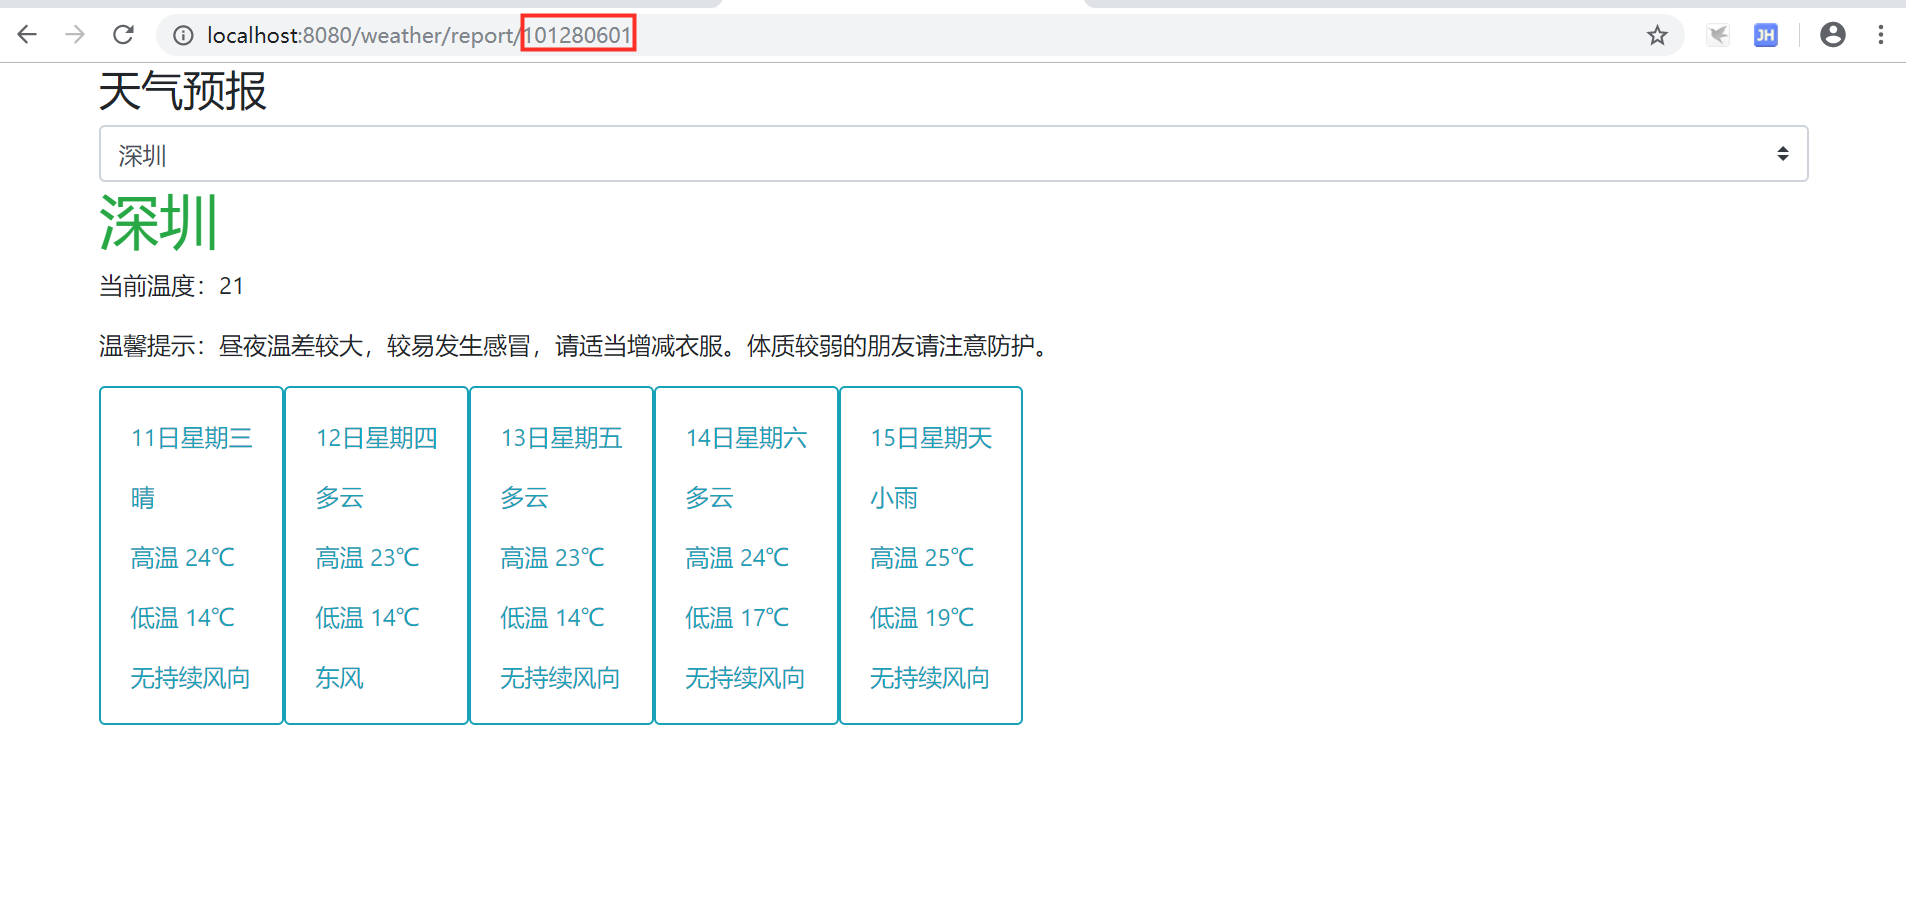 localhost:8080/weather/report/101280601
JH
天气预报
深圳
深圳
当前温度：21
温馨提示：昼夜温差较大，较易发生感冒，请适当增减衣服。体质较弱的朋友请注意防护。
11日星期三
晴
高温 24℃
低温 14℃
无持续风向
12日星期四
多云
高温 23℃
低温 14℃
东风
13日星期五
多云
高温 23℃
低温 14℃
无持续风向
14日星期六
多云
高温 24℃
低温 17℃
无持续风向
15日星期天
小雨
高温 25℃
低温 19℃
无持续风向